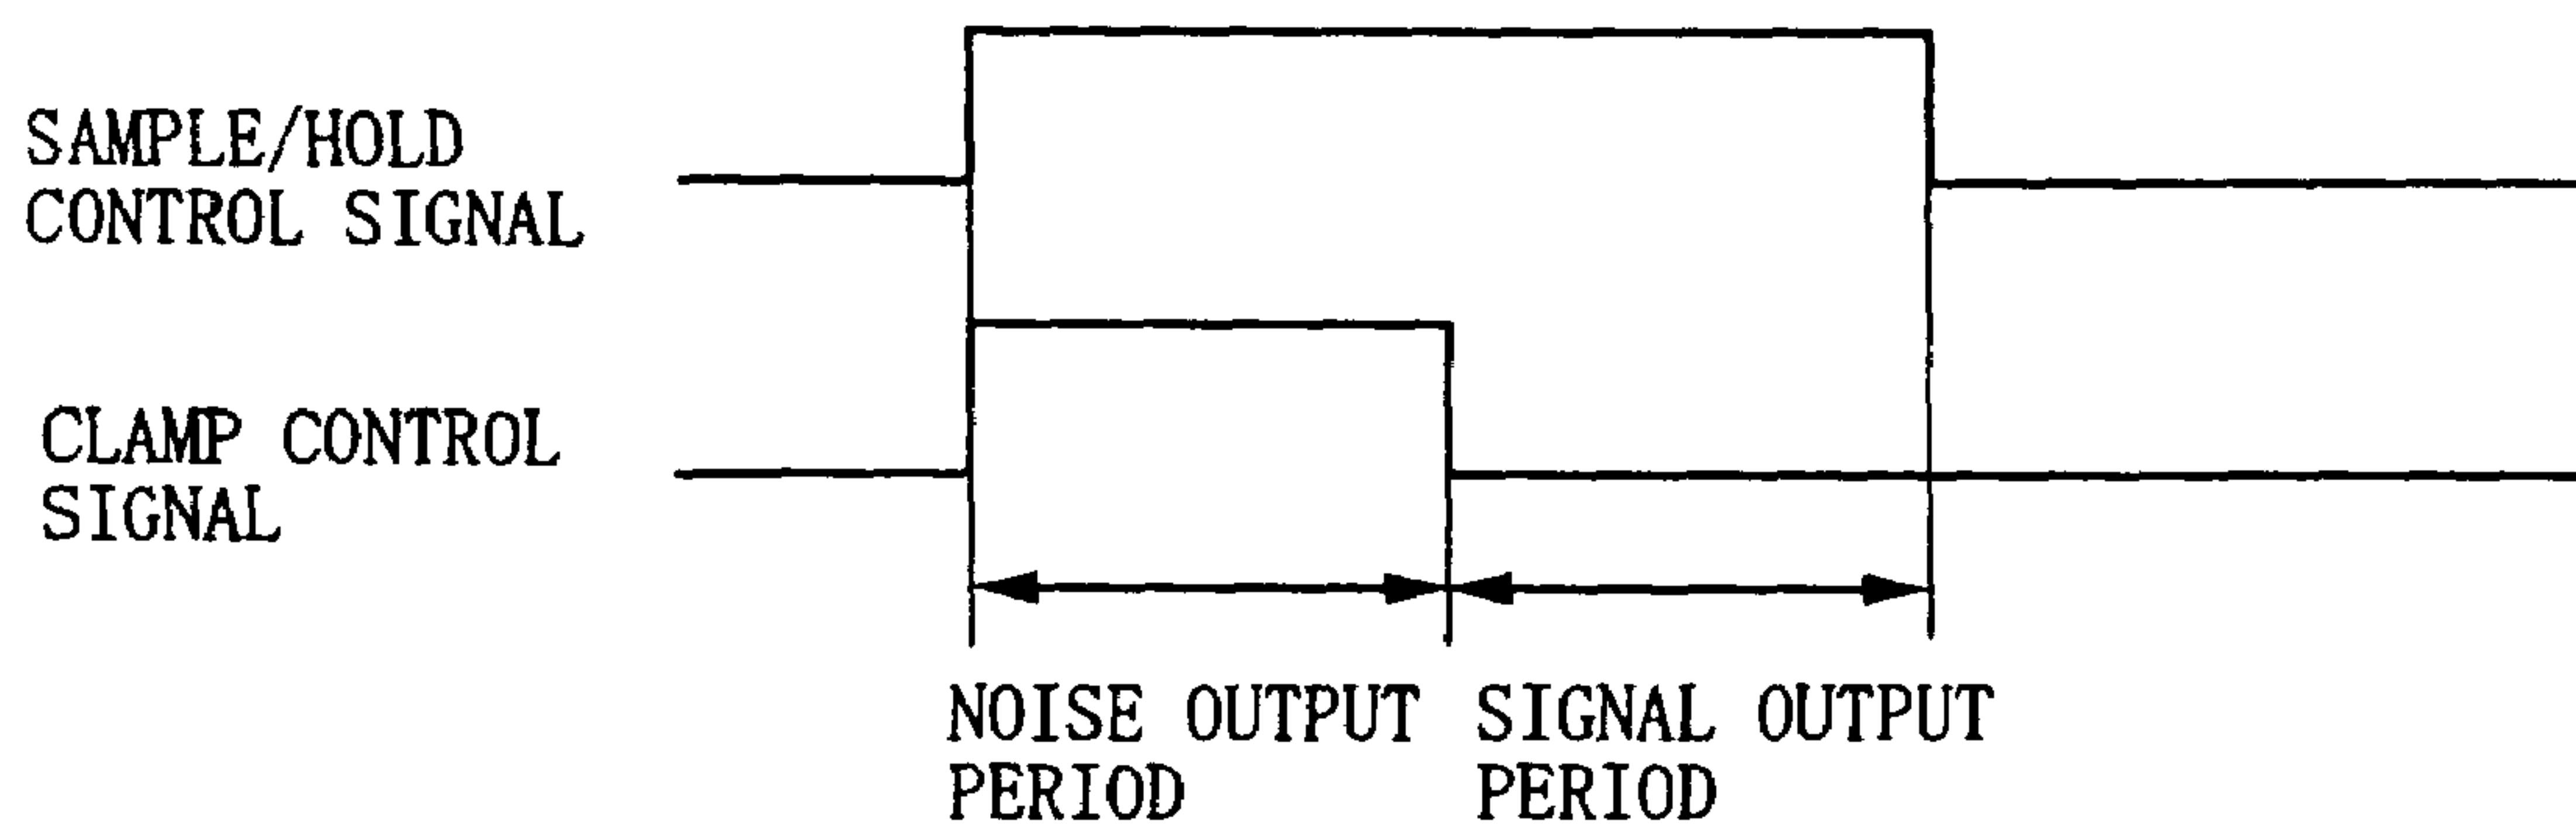 SAMPLE/HOLD
CONTROL SIGNAL
CLAMP CONTROL
SIGNAL
NOISE OUTPUT
PERIOD
SIGNAL OUTPUT
PERIOD